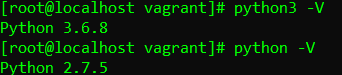 [root@localhost vagrant]# python3 -V
Python 3.6.8
[root@localhost vagrant]# python -V
Python 2.7.5